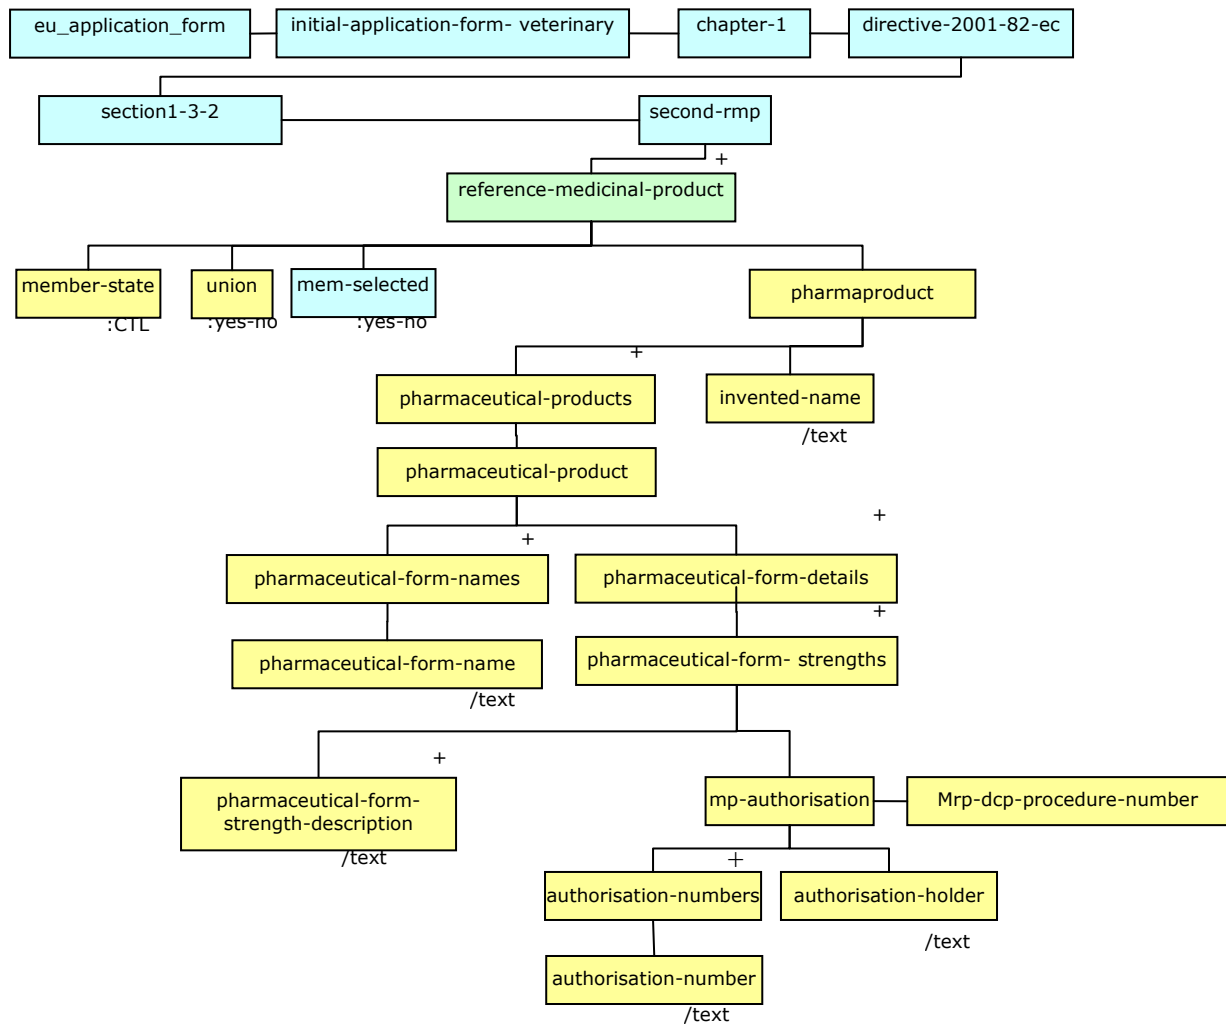 eu_application_form
initial-application-form- veterinary
chapter-1
directive-2001-82-ec
section1-3-2
second-rmp
+
reference-medicinal-product
member-state
:CTL
union
:yes-no
mem-selected
:yes-no
pharmaproduct
+
pharmaceutical-products
invented-name
/text
pharmaceutical-product
+
+
pharmaceutical-form-names
pharmaceutical-form-details
+
pharmaceutical-form-name
/text
pharmaceutical-form- strengths
+
pharmaceutical-form-
strength-description
/text
mp-authorisation
Mrp-dcp-procedure-number
+
authorisation-numbers
authorisation-holder
/text
authorisation-number
/text